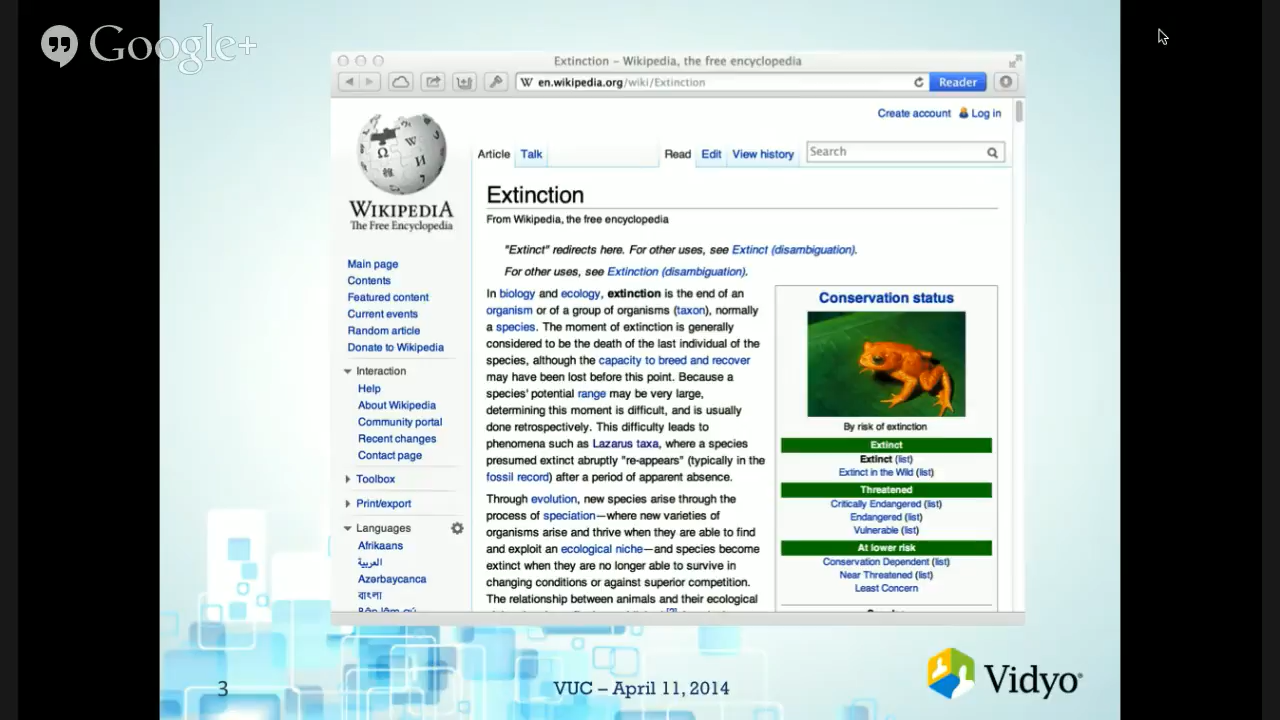 Google+
Extinction – Wikipedia, the free encyclopedia
W en.wikipedia.org/wiki/Extinction
Reader
Create account Log in
Article Talk Read Edit View history Search
WIKIPEDIA
The Free Encyclopedia
Extinction
From Wikipedia, the free encyclopedia
"Extinct" redirects here. For other uses, see Extinct (disambiguation).
For other uses, see Extinction (disambiguation).
Main page
Contents
Featured content
Current events
Random article
Donate to Wikipedia
Interaction
Help
About Wikipedia
Community portal
Recent changes
Contact page
Toolbox
Print/export
Languages
Afrikaans
العربية
Azərbaycanca
বাংলা
Bân-lâm-gú
In biology and ecology, extinction is the end of an
organism or of a group of organisms (taxon), normally
a species. The moment of extinction is generally
considered to be the death of the last individual of the
species, although the capacity to breed and recover
may have been lost before this point. Because a
species' potential range may be very large,
determining this moment is difficult, and is usually
done retrospectively. This difficulty leads to
phenomena such as Lazarus taxa, where a species
presumed extinct abruptly "re-appears" (typically in the
fossil record) after a period of apparent absence.
Through evolution, new species arise through the
process of speciation—where new varieties of
organisms arise and thrive when they are able to find
and exploit an ecological niche—and species become
extinct when they are no longer able to survive in
changing conditions or against superior competition.
The relationship between animals and their ecological
Conservation status
By risk of extinction
Extinct
Extinct (list)
Extinct in the Wild (list)
Threatened
Critically Endangered (list)
Endangered (list)
Vulnerable (list)
At lower risk
Conservation Dependent (list)
Near Threatened (list)
Least Concern
3
VUC – April 11, 2014
Vidyo